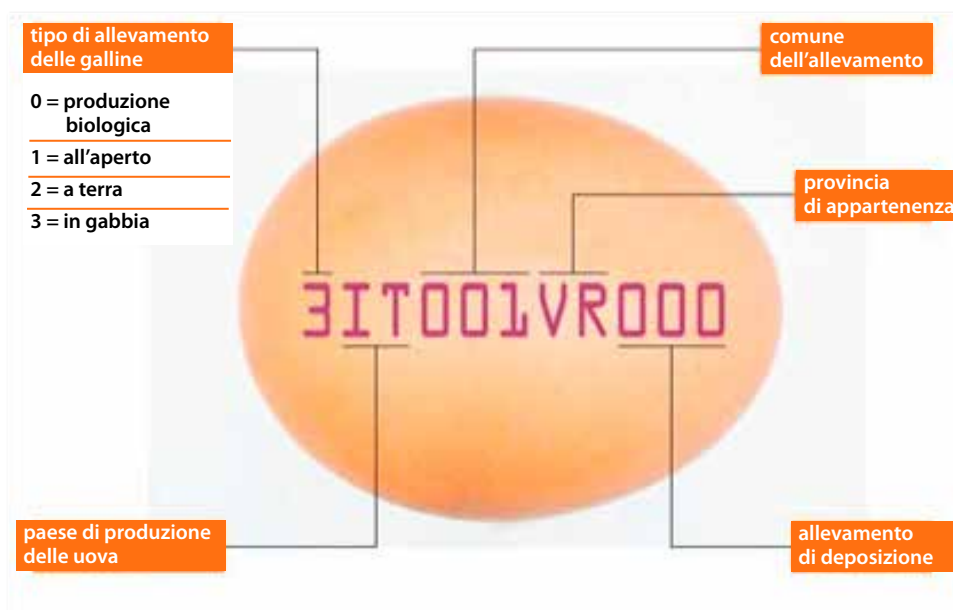 tipo di allevamento
delle galline
0 = produzione
biologica
1 = all'aperto
2 = a terra
3 = in gabbia
comune
dell'allevamento
provincia
di appartenenza
3IT001VR000
paese di produzione
delle uova
allevamento
di deposizione